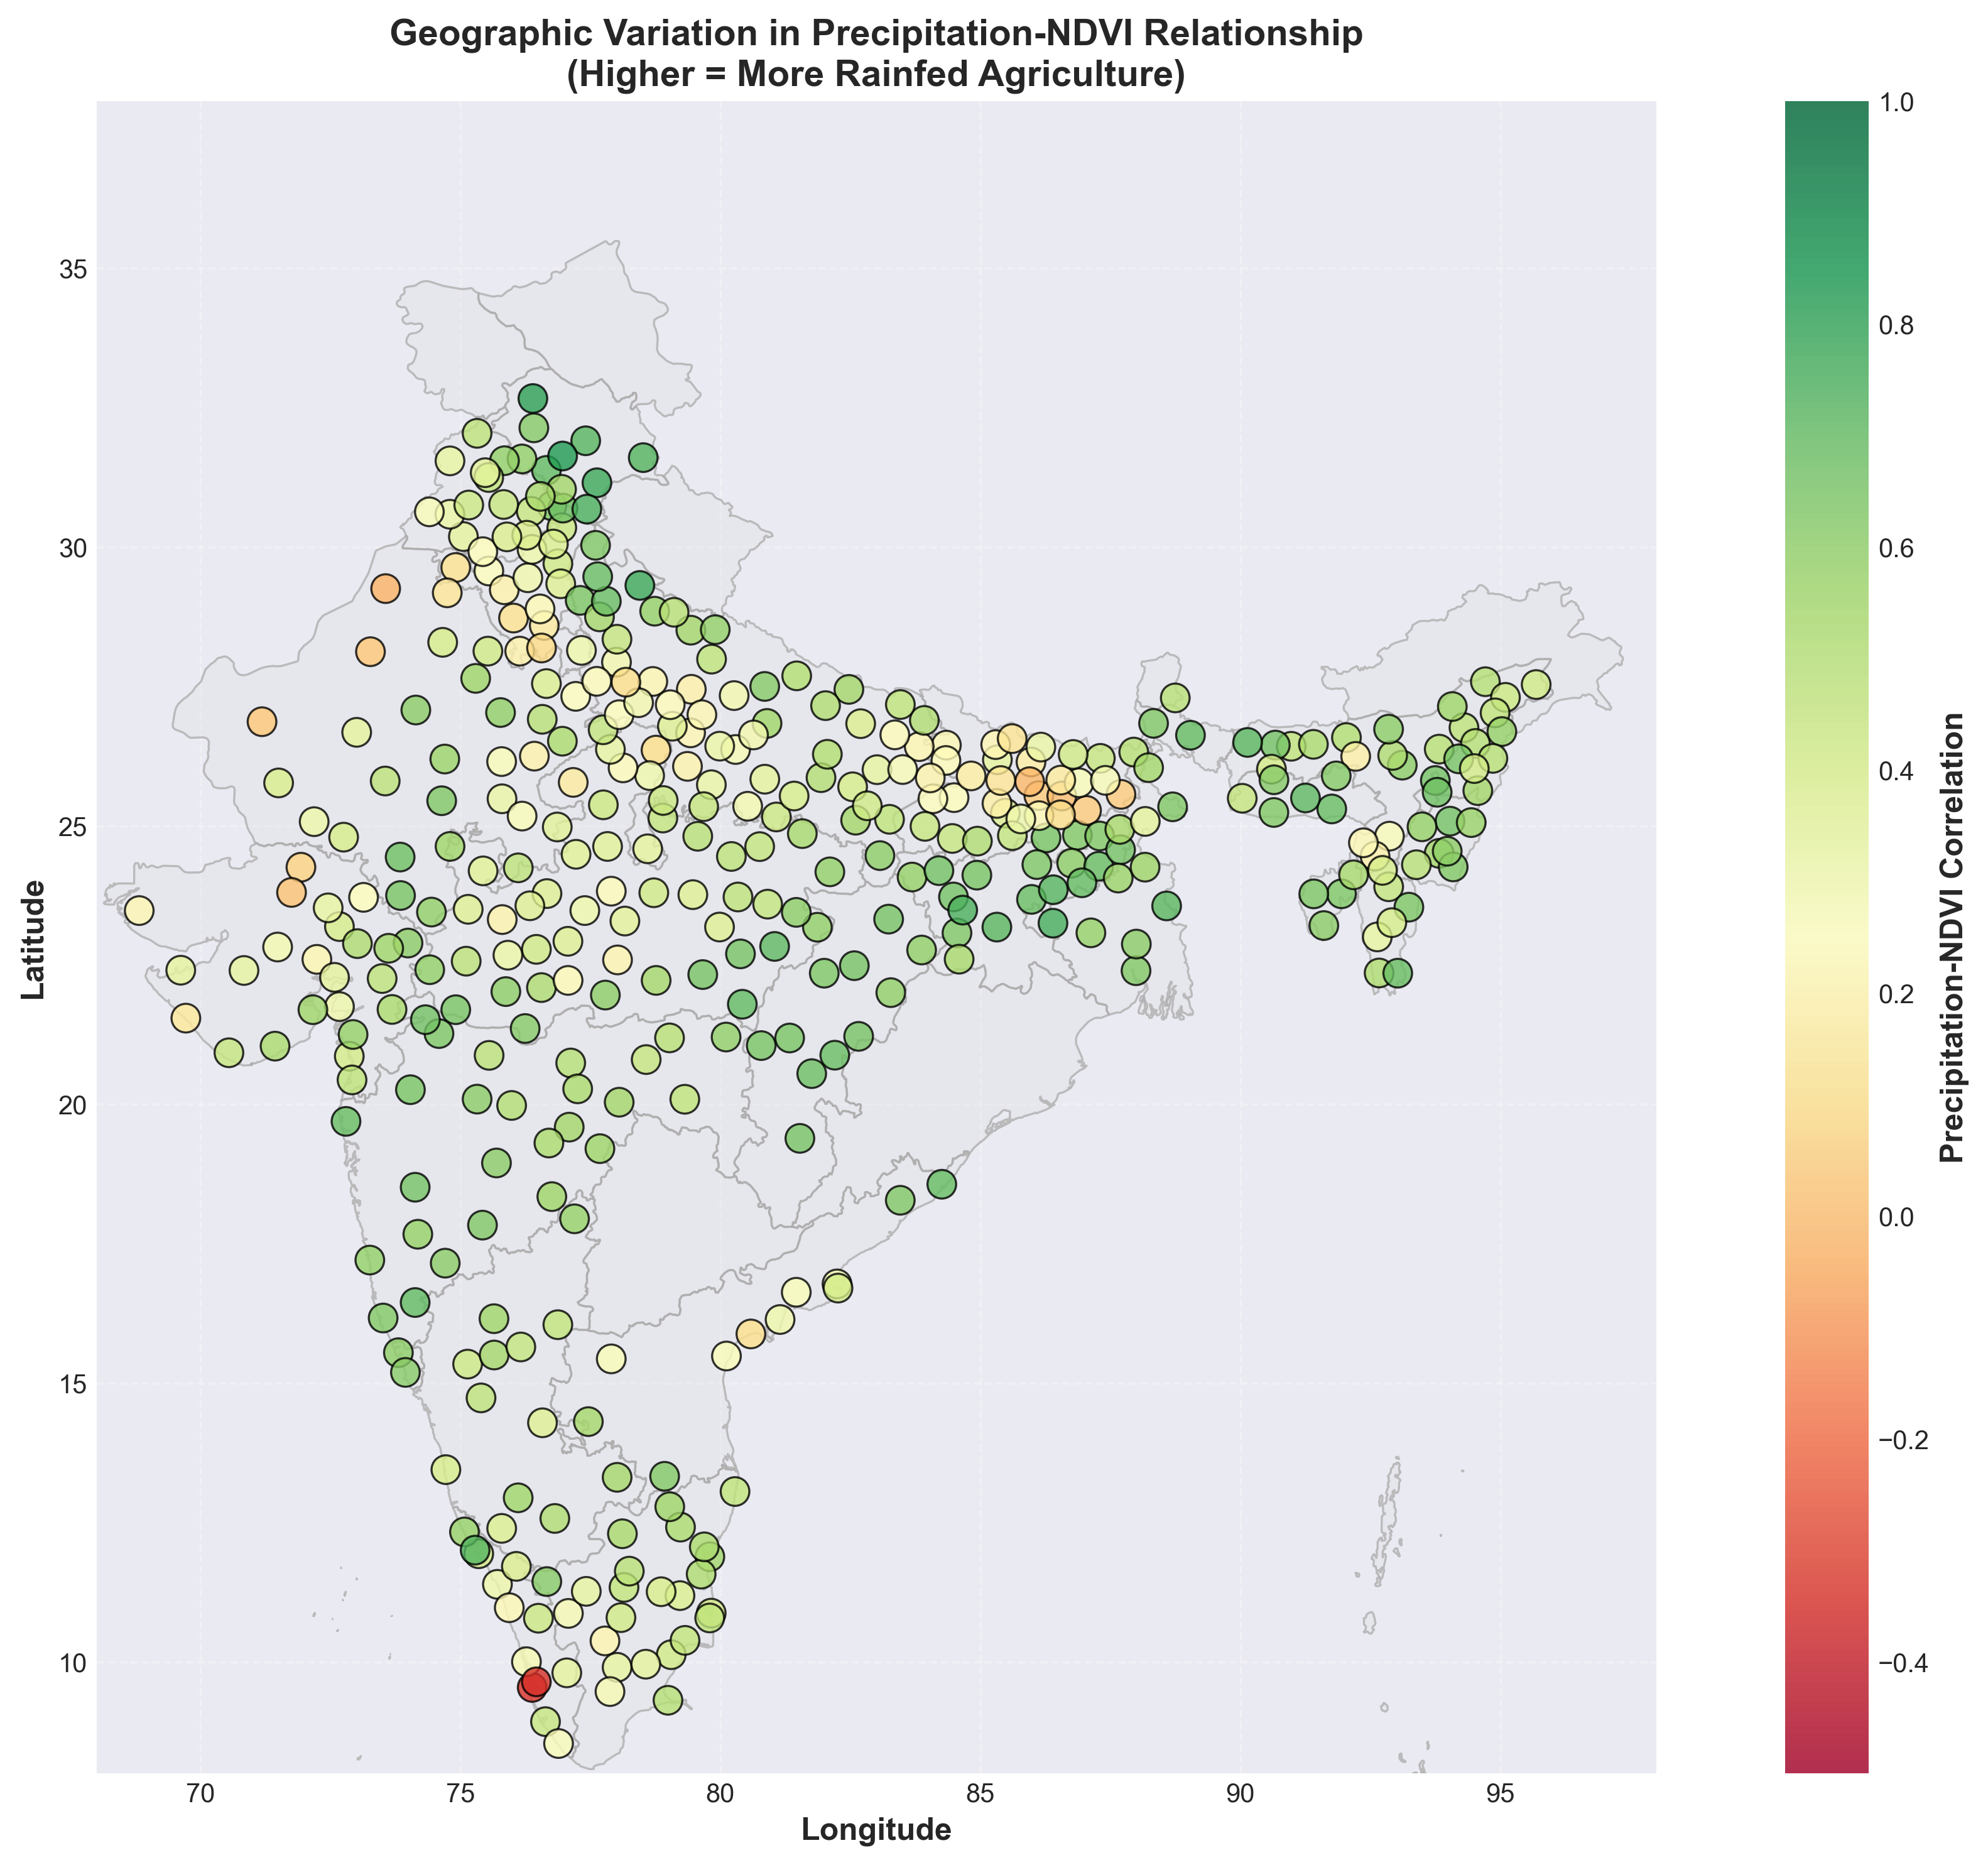 Geographic Variation in Precipitation-NDVI Relationship
(Higher = More Rainfed Agriculture)
1.0
0.8
0.6
0.4
0.2
0.0
−0.2
−0.4
Precipitation-NDVI Correlation
Latitude
35
30
25
20
15
10
70 75 80 85 90 95
Longitude